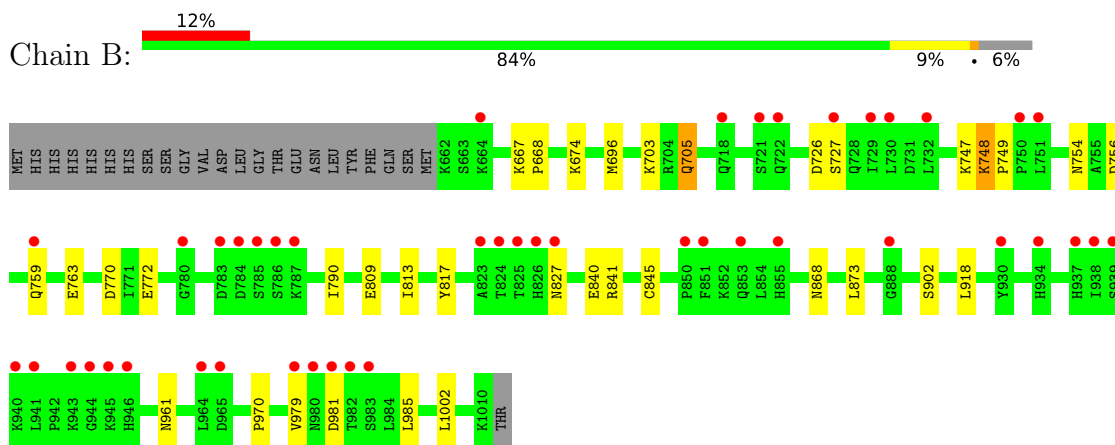 12%
Chain B:
84% 9% • 6%
MET HIS HIS HIS HIS HIS HIS SER SER GLY VAL ASP LEU GLY THR GLU ASN LEU TYR PHE GLN SER MET K662 S663 K664 K667 P668 K674 M696 K703 R704 Q705 Q718 S721 Q722 D726 S727 Q728 I729 L730 D731 L732 K747 K748 P749 P750 L751 N754 A755 D756
Q759 E763 D770 I771 E772 G780 D783 D784 S785 S786 K787 I790 E809 I813 Y817 A823 T824 T825 H826 N827 E840 R841 C845 P850 F851 K852 Q853 L854 H855 N868 L873 G888 S902 L918 Y930 H934 H937 I938 S939
K940 L941 P942 K943 G944 K945 H946 N961 L964 D965 P970 V979 N980 D981 T982 S983 L984 L985 L1002 K1010 THR